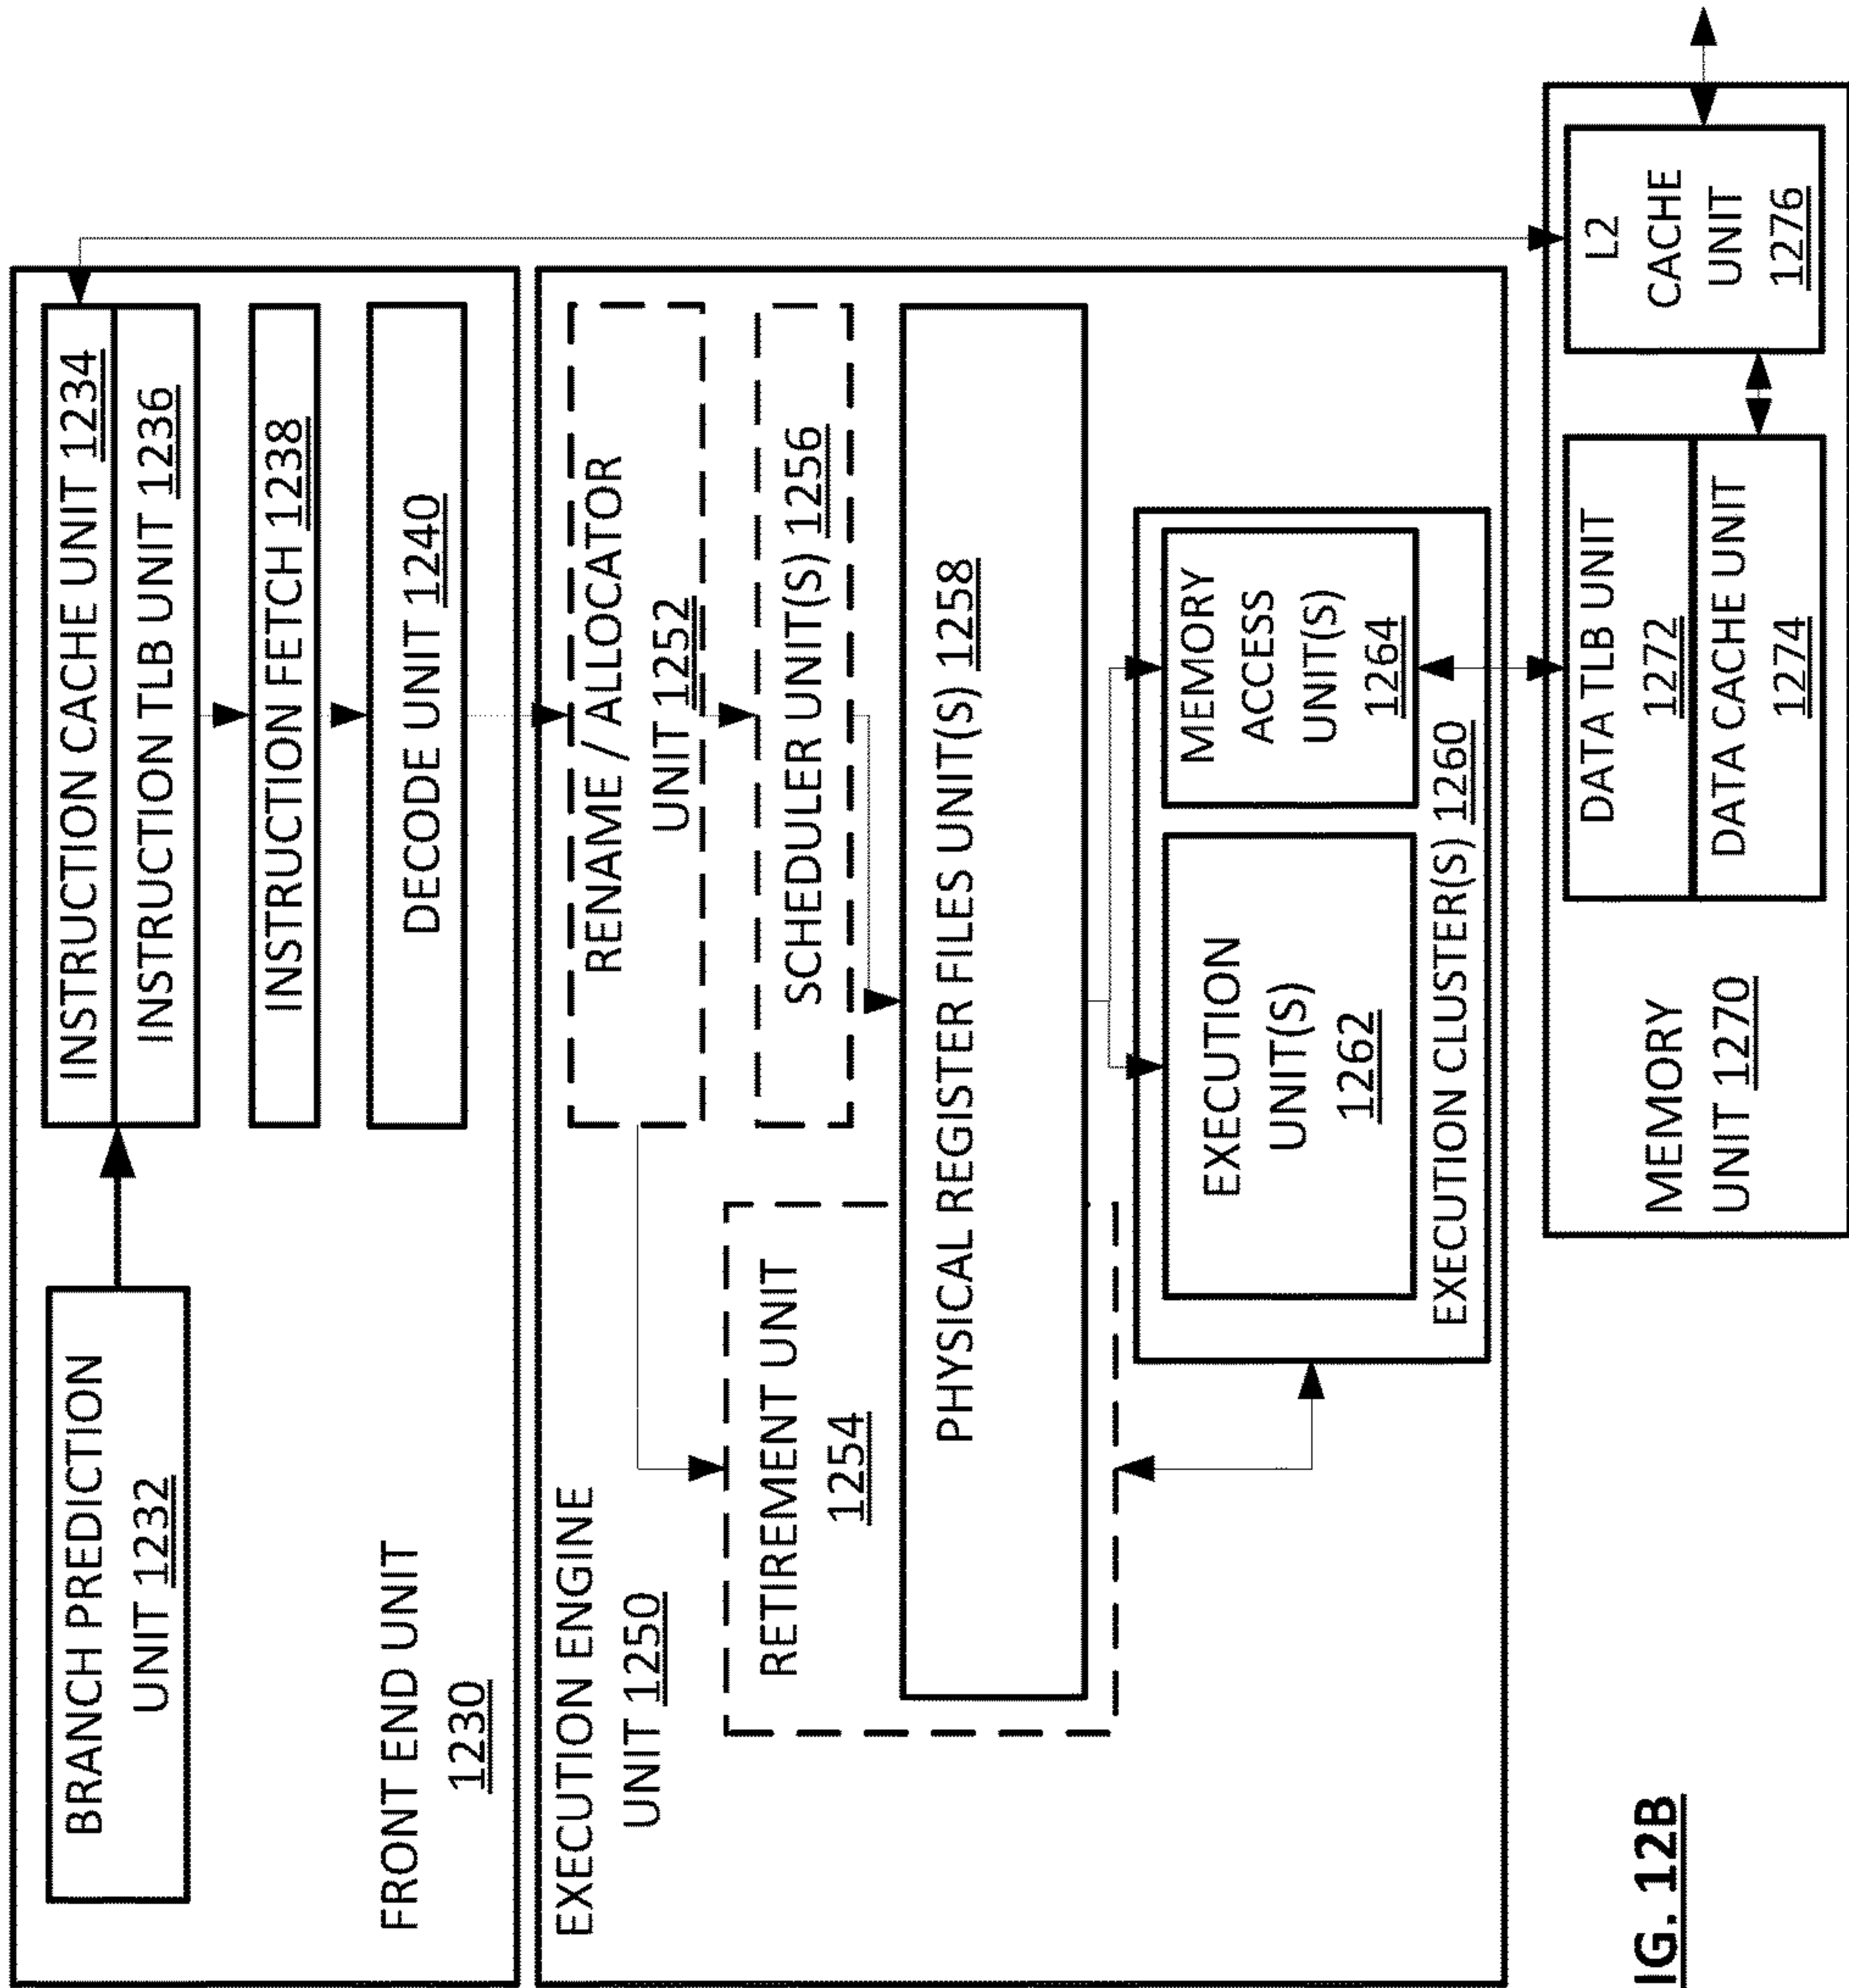 BRANCH PREDICTION
UNIT 1232
INSTRUCTION CACHE UNIT 1234
INSTRUCTION TLB UNIT 1236
INSTRUCTION FETCH 1238
DECODE UNIT 1240
FRONT END UNIT
1230
EXECUTION ENGINE
UNIT 1250
RENAME / ALLOCATOR
UNIT 1252
SCHEDULER UNIT(S) 1256
RETIREMENT UNIT
1254
PHYSICAL REGISTER FILES UNIT(S) 1258
EXECUTION
UNIT(S)
1262
MEMORY
ACCESS
UNIT(S)
1264
EXECUTION CLUSTER(S) 1260
MEMORY
UNIT 1270
DATA TLB UNIT
1272
DATA CACHE UNIT
1274
L2
CACHE
UNIT
1276
IG. 12B